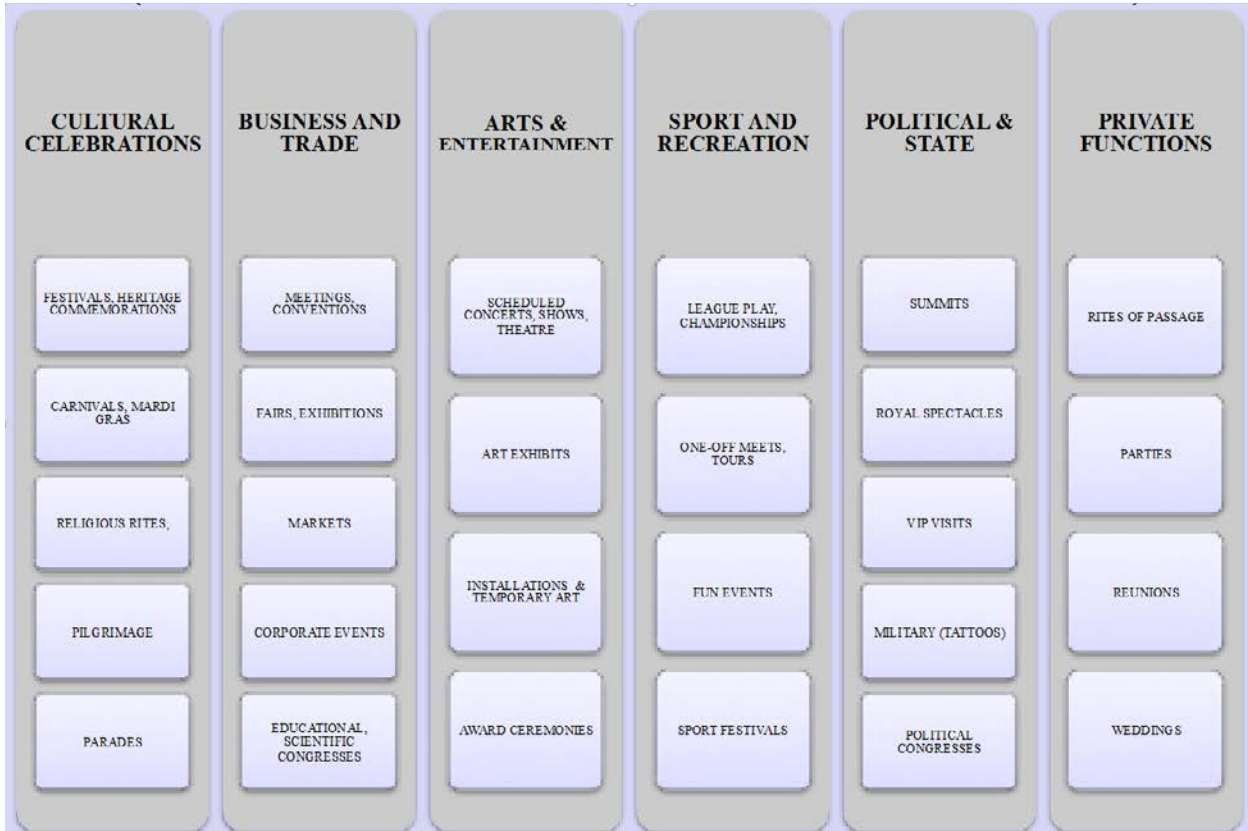 CULTURAL
CELEBRATIONS
FESTIVALS, HERITAGE
COMMEMORATIONS
CARNIVALS, MARDI
GRAS
RELIGIOUS RITES,
PILGRIMAGE
PARADES
BUSINESS AND
TRADE
MEETINGS,
CONVENTIONS
FAIRS, EXHIBITIONS
MARKETS
CORPORATE EVENTS
EDUCATIONAL,
SCIENTIFIC
CONGRESSES
ARTS &
ENTERTAINMENT
SCHEDULED
CONCERTS, SHOWS,
THEATRE
ART EXHIBITS
INSTALLATIONS &
TEMPORARY ART
AWARD CEREMONIES
SPORT AND
RECREATION
LEAGUE PLAY,
CHAMPIONSHIPS
ONE-OFF MEETS,
TOURS
FUN EVENTS
SPORT FESTIVALS
POLITICAL &
STATE
SUMMITS
ROYAL SPECTACLES
VIP VISITS
MILITARY (TATTOOS)
POLITICAL
CONGRESSES
PRIVATE
FUNCTIONS
RITES OF PASSAGE
PARTIES
REUNIONS
WEDDINGS